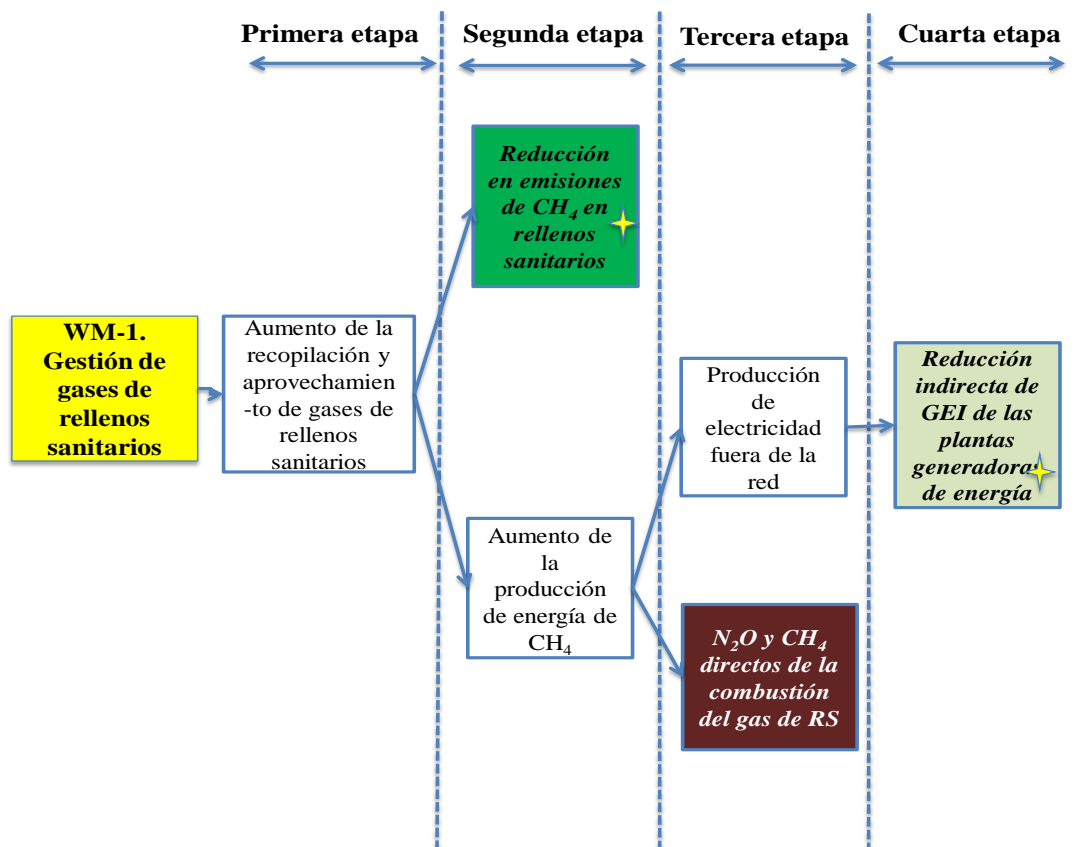 Primera etapa
Segunda etapa
Tercera etapa
Cuarta etapa
Reducción
en emisiones
de CH₄ en
rellenos
sanitarios
WM-1.
Gestión de
gases de
rellenos
sanitarios
Aumento de la
recopilación y
aprovechamien
-to de gases de
rellenos
sanitarios
Producción
de
electricidad
fuera de la
red
Reducción
indirecta de
GEI de las
plantas
generadoras
de energía
Aumento de
la
producción
de energía de
CH₄
N₂O y CH₄
directos de la
combustión
del gas de RS